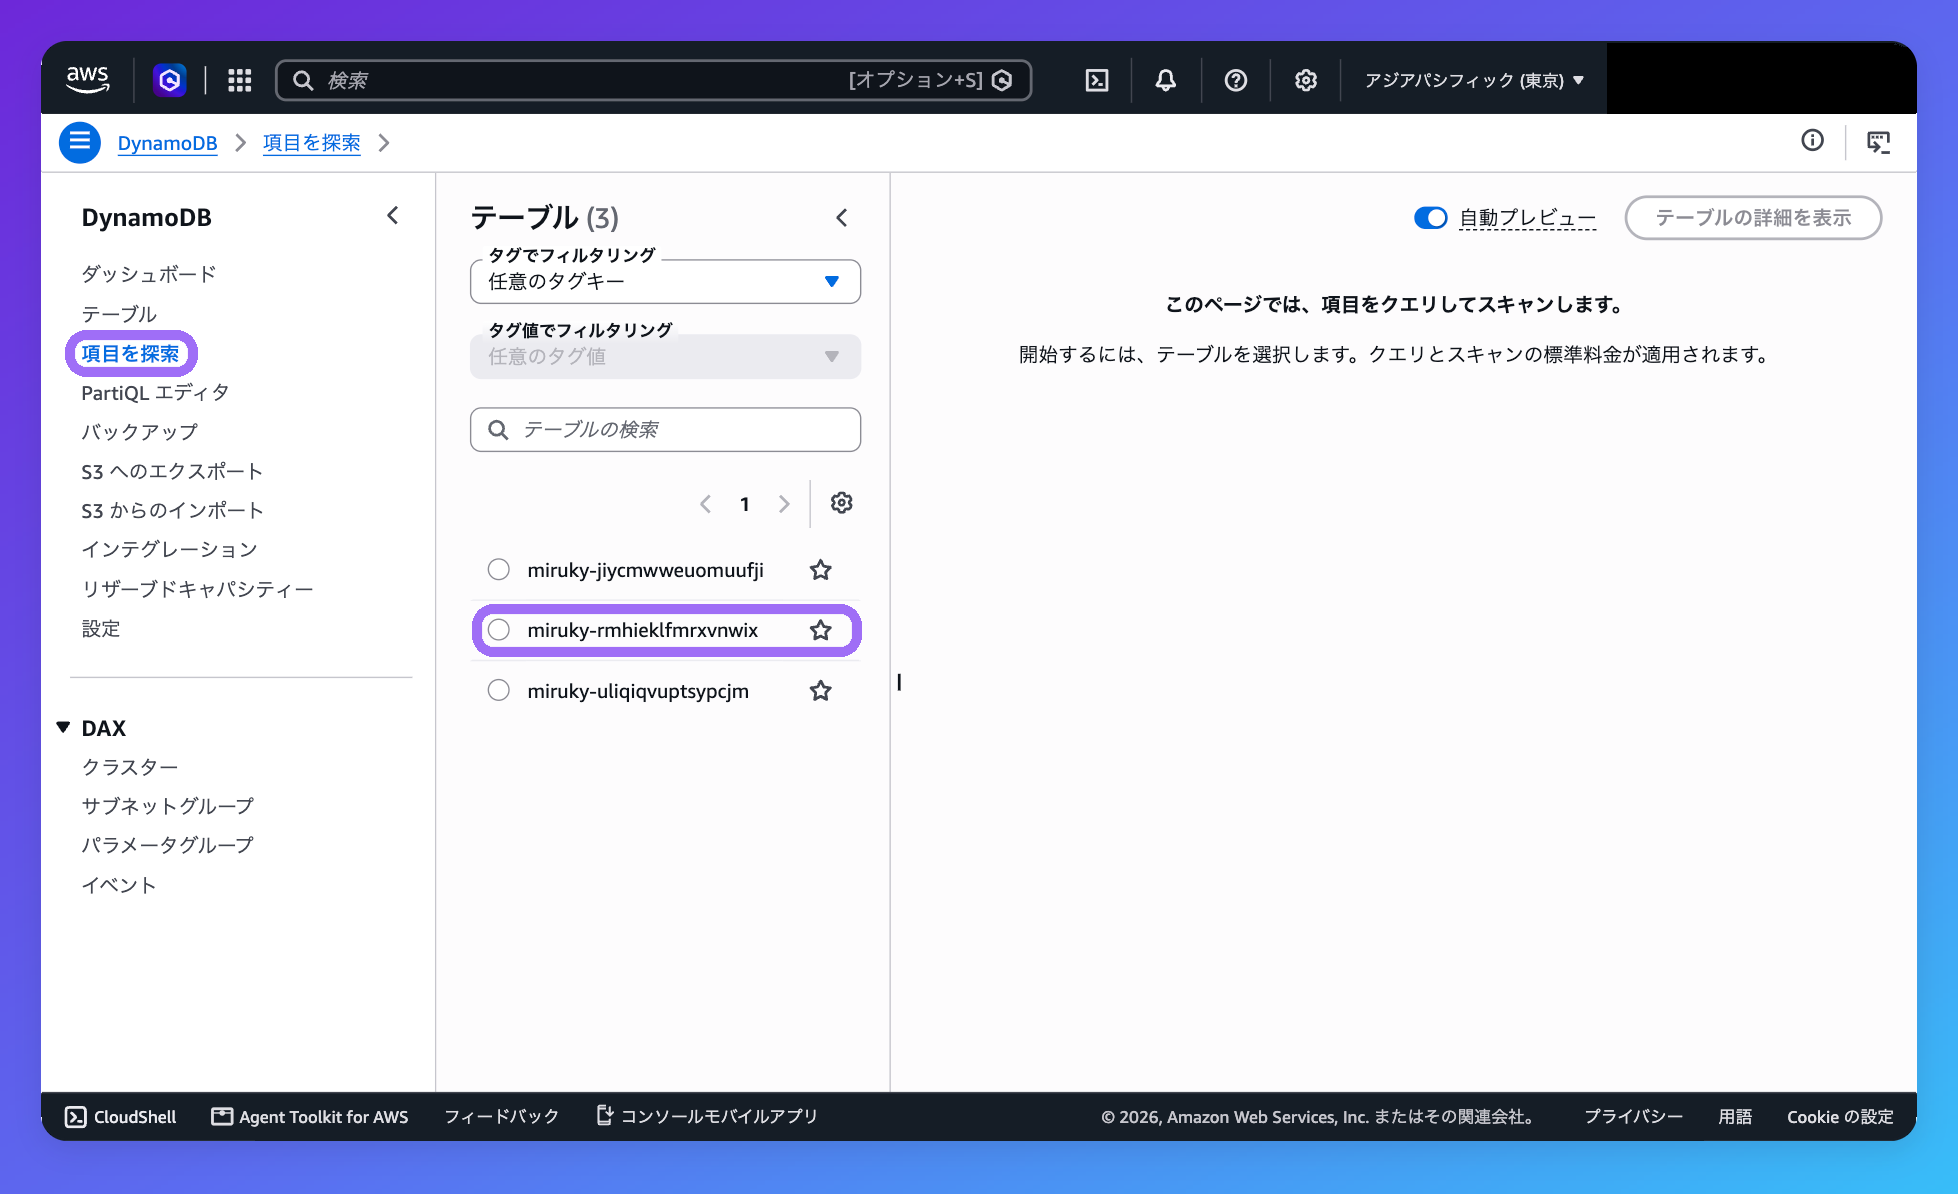 aws
検索
[オプション+S]
アジアパシフィック (東京)
DynamoDB
項目を探索
DynamoDB
ダッシュボード
テーブル
項目を探索
PartiQL エディタ
バックアップ
S3 へのエクスポート
S3 からのインポート
インテグレーション
リザーブドキャパシティー
設定
DAX
クラスター
サブネットグループ
パラメータグループ
イベント
テーブル (3)
タグでフィルタリング
任意のタグキー
タグ値でフィルタリング
任意のタグ値
テーブルの検索
1
miruky-jiycmwweuomuufji
miruky-rmhieklfmrxvnwix
miruky-uliqiqvuptsypcjm
自動プレビュー
テーブルの詳細を表示
このページでは、項目をクエリしてスキャンします。
開始するには、テーブルを選択します。クエリとスキャンの標準料金が適用されます。
CloudShell
Agent Toolkit for AWS
フィードバック
コンソールモバイルアプリ
© 2026, Amazon Web Services, Inc. またはその関連会社。
プライバシー
用語
Cookie の設定